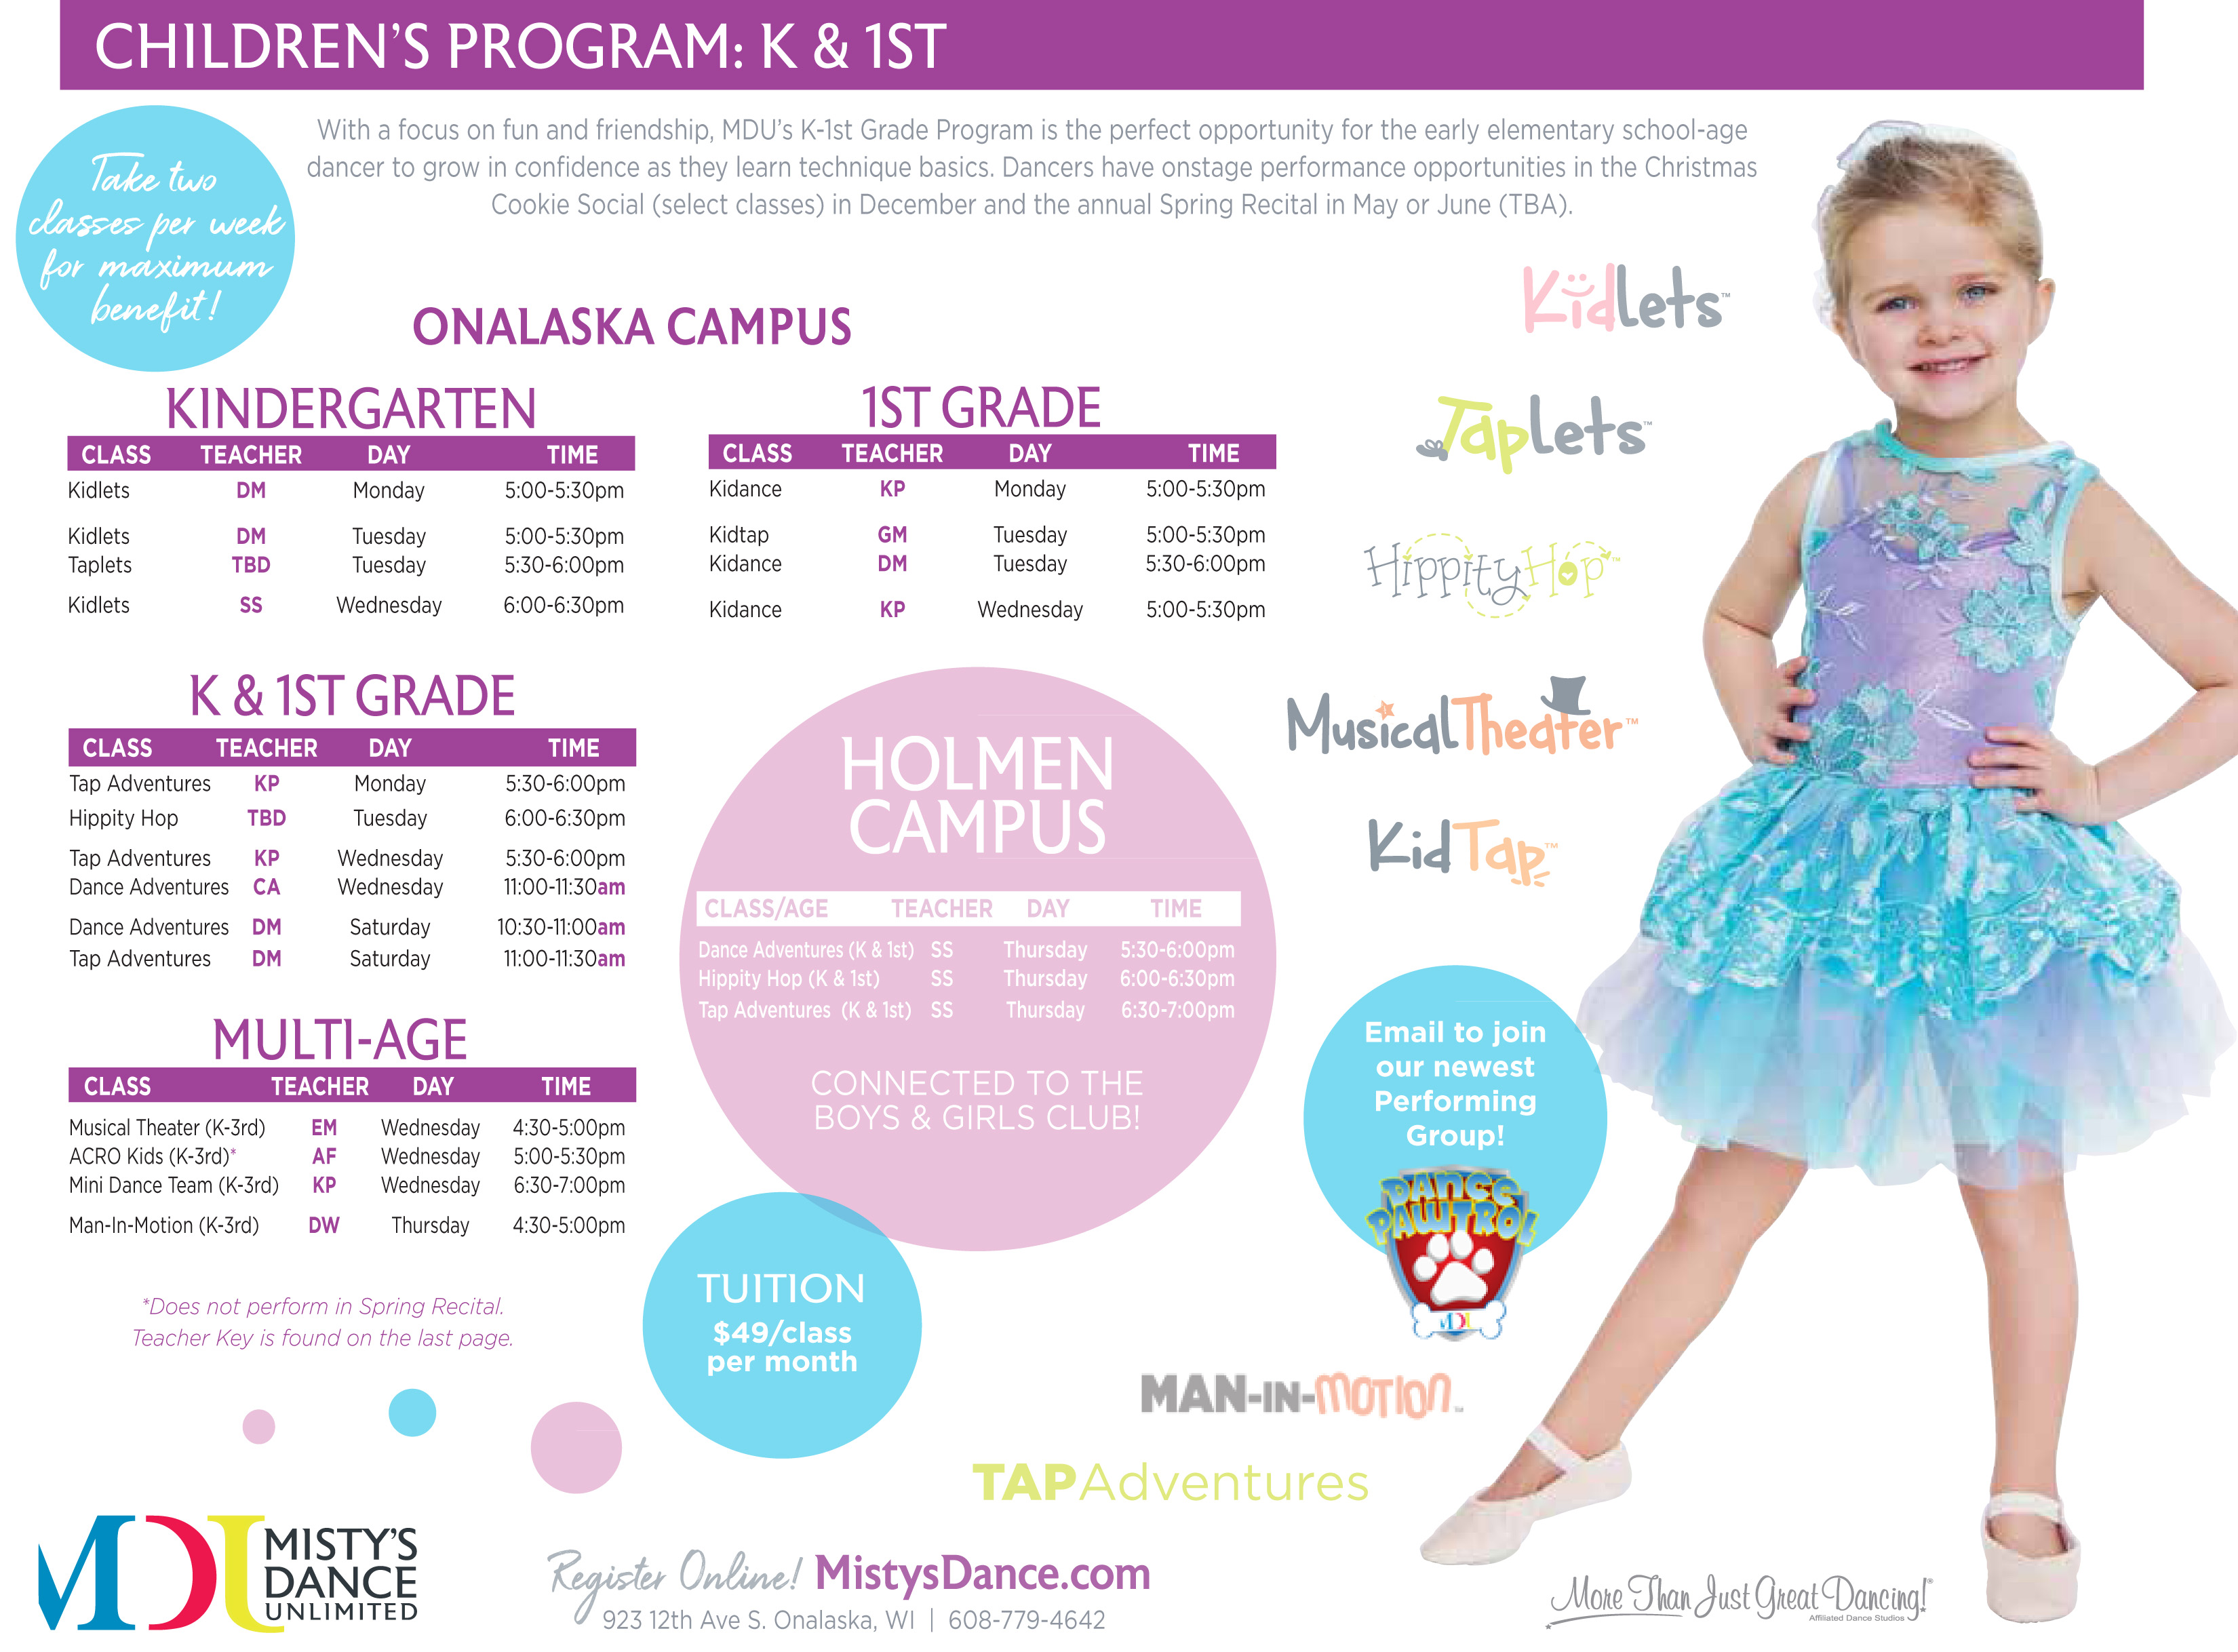 CHILDREN'S PROGRAM: K & 1ST
Take two
classes per week
for maximum
benefit!
With a focus on fun and friendship, MDU's K-1st Grade Program is the perfect opportunity for the early elementary school-age
dancer to grow in confidence as they learn technique basics. Dancers have onstage performance opportunities in the Christmas
Cookie Social (select classes) in December and the annual Spring Recital in May or June (TBA).
ONALASKA CAMPUS
KINDERGARTEN
CLASS TEACHER DAY TIME
Kidlets DM Monday 5:00-5:30pm
Kidlets DM Tuesday 5:00-5:30pm
Taplets TBD Tuesday 5:30-6:00pm
Kidlets SS Wednesday 6:00-6:30pm
1ST GRADE
CLASS TEACHER DAY TIME
Kidance KP Monday 5:00-5:30pm
Kidtap GM Tuesday 5:00-5:30pm
Kidance DM Tuesday 5:30-6:00pm
Kidance KP Wednesday 5:00-5:30pm
K & 1ST GRADE
CLASS TEACHER DAY TIME
Tap Adventures KP Monday 5:30-6:00pm
Hippity Hop TBD Tuesday 6:00-6:30pm
Tap Adventures KP Wednesday 5:30-6:00pm
Dance Adventures CA Wednesday 11:00-11:30am
Dance Adventures DM Saturday 10:30-11:00am
Tap Adventures DM Saturday 11:00-11:30am
MULTI-AGE
CLASS TEACHER DAY TIME
Musical Theater (K-3rd) EM Wednesday 4:30-5:00pm
ACRO Kids (K-3rd)* AF Wednesday 5:00-5:30pm
Mini Dance Team (K-3rd) KP Wednesday 6:30-7:00pm
Man-In-Motion (K-3rd) DW Thursday 4:30-5:00pm
*Does not perform in Spring Recital.
Teacher Key is found on the last page.
HOLMEN
CAMPUS
CLASS/AGE TEACHER DAY TIME
Dance Adventures (K & 1st) SS Thursday 5:30-6:00pm
Hippity Hop (K & 1st) SS Thursday 6:00-6:30pm
Tap Adventures (K & 1st) SS Thursday 6:30-7:00pm
CONNECTED TO THE
BOYS & GIRLS CLUB!
TUITION
$49/class
per month
Kidlets™
Taplets™
HippityHop™
MusicalTheater™
KidTap™
Email to join
our newest
Performing
Group!
DANCE
PAWTROL
MDU
MAN-IN-MOTION™
TAPAdventures
MDU
MISTY'S
DANCE
UNLIMITED
Register Online! MistysDance.com
923 12th Ave S. Onalaska, WI | 608-779-4642
More Than Just Great Dancing!®
Affiliated Dance Studios